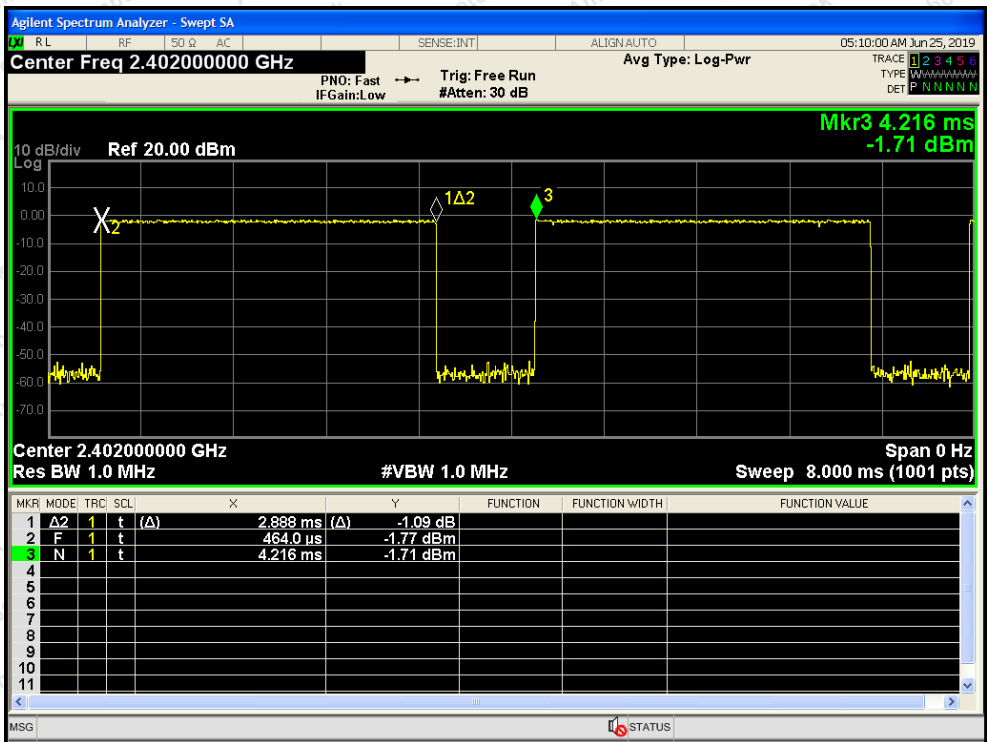 Agilent Spectrum Analyzer - Swept SA
LXI RL RF 50 Ω AC SENSE:INT ALIGN AUTO 05:10:00 AM Jun 25, 2019
Center Freq 2.402000000 GHz Avg Type: Log-Pwr TRACE 1 2 3 4 5 6
PNO: Fast Trig: Free Run TYPE WWWWWW
IFGain:Low #Atten: 30 dB DET P N N N N N
Mkr3 4.216 ms
10 dB/div Ref 20.00 dBm -1.71 dBm
Log
10.0
1Δ2
3
0.00
2
-10.0
-20.0
-30.0
-40.0
-50.0
-60.0
-70.0
Center 2.402000000 GHz Span 0 Hz
Res BW 1.0 MHz #VBW 1.0 MHz Sweep 8.000 ms (1001 pts)
MKR MODE TRC SCL X Y FUNCTION FUNCTION WIDTH FUNCTION VALUE
1 Δ2 1 t (Δ) 2.888 ms (Δ) -1.09 dB
2 F 1 t 464.0 µs -1.77 dBm
3 N 1 t 4.216 ms -1.71 dBm
4
5
6
7
8
9
10
11
MSG STATUS